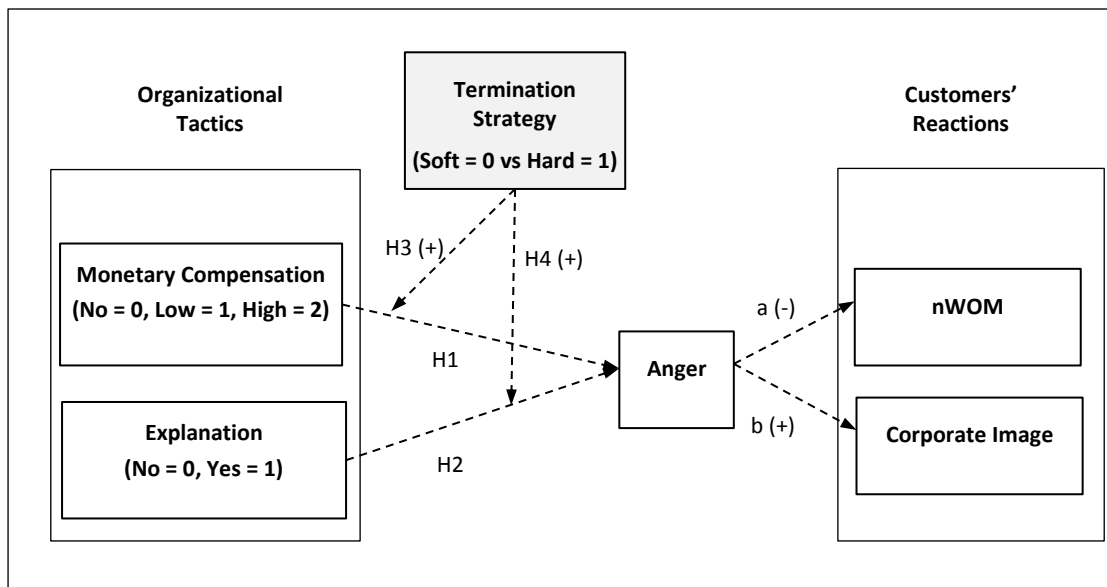 Organizational
Tactics
Termination
Strategy
(Soft = 0 vs Hard = 1)
Customers’
Reactions
Monetary Compensation
(No = 0, Low = 1, High = 2)
H3 (+)
H4 (+)
H1
Explanation
(No = 0, Yes = 1)
H2
Anger
a (-)
b (+)
nWOM
Corporate Image